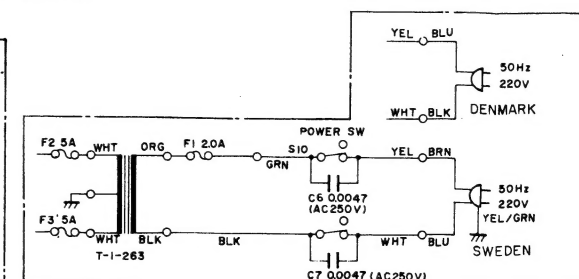 YEL BLU
50Hz
220V
WHT BLK
DENMARK
POWER SW
F2 5A WHT ORG F1 2.0A S10 YEL BRN
GRN
C6 0.0047
(AC250V)
50Hz
220V
YEL/GRN
F3 5A WHT BLK BLK WHT BLU
SWEDEN
T-1-263
C7 0.0047 (AC250V)